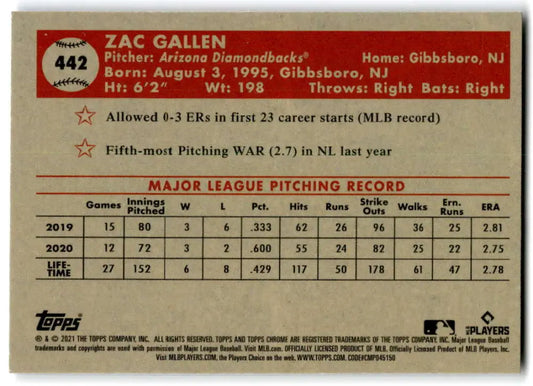 442
ZAC GALLEN
Pitcher: Arizona Diamondbacks® Home: Gibbsboro, NJ
Born: August 3, 1995, Gibbsboro, NJ
Ht: 6'2" Wt: 198 Throws: Right Bats: Right
Allowed 0-3 ERs in first 23 career starts (MLB record)
Fifth-most Pitching WAR (2.7) in NL last year
MAJOR LEAGUE PITCHING RECORD
Games Innings Pitched W L Pct. Hits Runs Strike Outs Walks Ern. Runs ERA
2019 15 80 3 6 .333 62 26 96 36 25 2.81
2020 12 72 3 2 .600 55 24 82 25 22 2.75
LIFE-TIME 27 152 6 8 .429 117 50 178 61 47 2.78
Topps MLB PLAYERS
® & © 2021 THE TOPPS COMPANY, INC. ALL RIGHTS RESERVED. TOPPS AND TOPPS CHROME ARE REGISTERED TRADEMARKS OF THE TOPPS COMPANY, INC. Major League Baseball
trademarks and copyrights are used with permission of Major League Baseball. Visit MLB.com. OFFICIALLY LICENSED PRODUCT OF MAJOR LEAGUE BASEBALL PLAYERS, INC.
Visit MLBPLAYERS.com, the Players Choice on the web. WWW.TOPPS.COM CODE#CMP045150